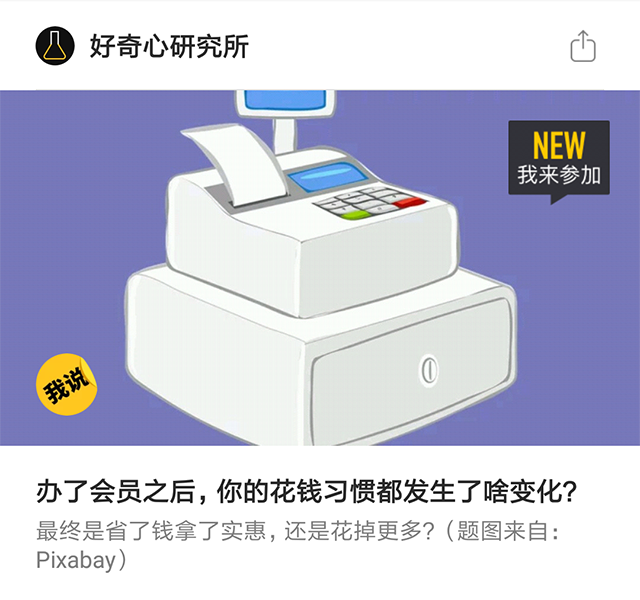 好奇心研究所
NEW
我来参加
我说
办了会员之后，你的花钱习惯都发生了啥变化？
最终是省了钱拿了实惠，还是花掉更多？（题图来自：
Pixabay）